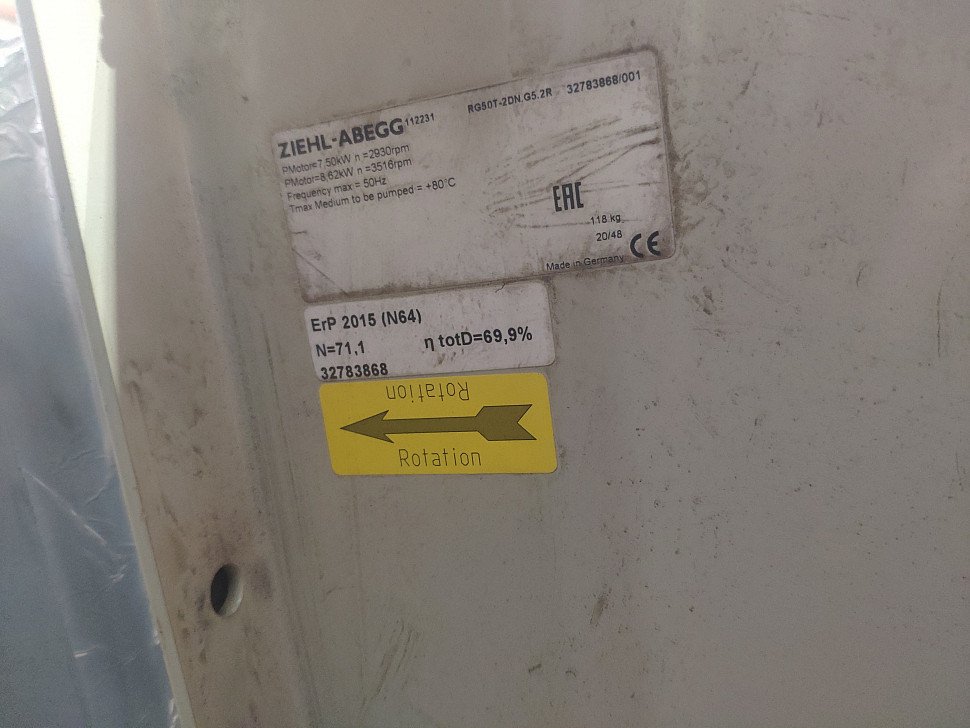 ZIEHL-ABEGG 112231 RG50T-2DN.G5.2R 32783868/001
PMotor=7,50kW n =2930rpm
PMotor=8,62kW n =3516rpm
Frequency max = 50Hz
Tmax Medium to be pumped = +80°C
EAC
118 kg
20/48
CE
Made in Germany
ErP 2015 (N64)
N=71,1 η totD=69,9%
32783868
Rotation
Rotation